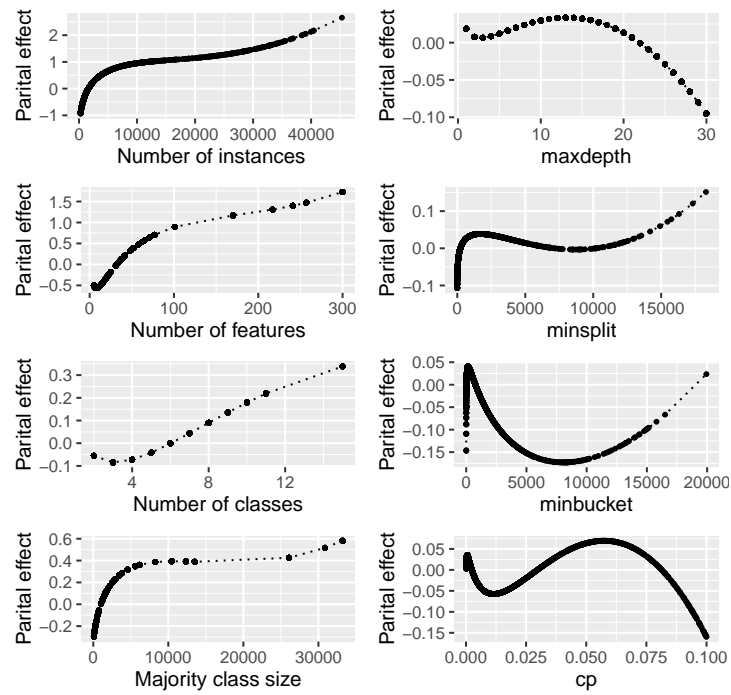 Parital effect
2
1
0
−1
0 10000 20000 30000 40000
Number of instances
Parital effect
0.00
−0.05
−0.10
0 10 20 30
maxdepth
Parital effect
1.5
1.0
0.5
0.0
−0.5
0 100 200 300
Number of features
Parital effect
0.1
0.0
−0.1
0 5000 10000 15000
minsplit
Parital effect
0.3
0.2
0.1
0.0
−0.1
4 8 12
Number of classes
Parital effect
0.05
0.00
−0.05
−0.10
−0.15
0 5000 10000 15000 20000
minbucket
Parital effect
0.6
0.4
0.2
0.0
−0.2
0 10000 20000 30000
Majority class size
Parital effect
0.05
0.00
−0.05
−0.10
−0.15
0.000 0.025 0.050 0.075 0.100
cp